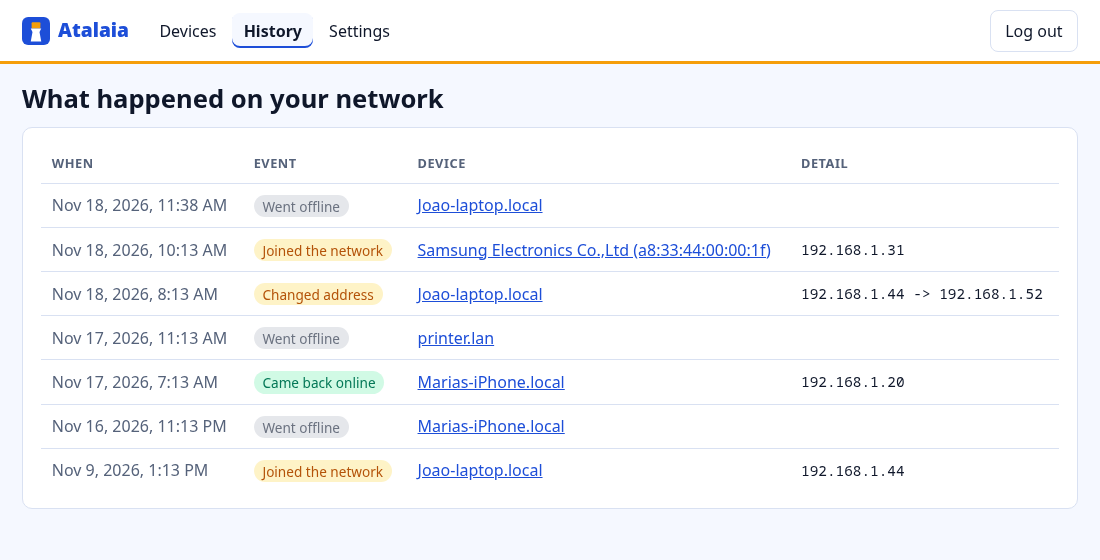 Atalaia Devices History Settings Log out
What happened on your network
WHEN EVENT DEVICE DETAIL
Nov 18, 2026, 11:38 AM Went offline Joao-laptop.local
Nov 18, 2026, 10:13 AM Joined the network Samsung Electronics Co.,Ltd (a8:33:44:00:00:1f) 192.168.1.31
Nov 18, 2026, 8:13 AM Changed address Joao-laptop.local 192.168.1.44 -> 192.168.1.52
Nov 17, 2026, 11:13 AM Went offline printer.lan
Nov 17, 2026, 7:13 AM Came back online Marias-iPhone.local 192.168.1.20
Nov 16, 2026, 11:13 PM Went offline Marias-iPhone.local
Nov 9, 2026, 1:13 PM Joined the network Joao-laptop.local 192.168.1.44